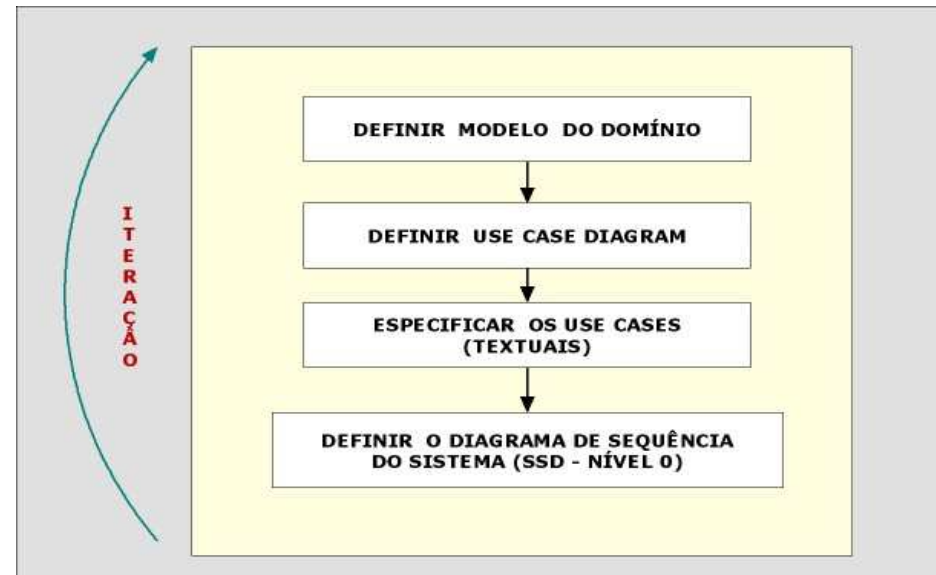 DEFINIR MODELO DO DOMÍNIO
DEFINIR USE CASE DIAGRAM
ESPECIFICAR OS USE CASES
(TEXTUAIS)
DEFINIR O DIAGRAMA DE SEQUÊNCIA
DO SISTEMA (SSD - NÍVEL 0)
ITERAÇÃO